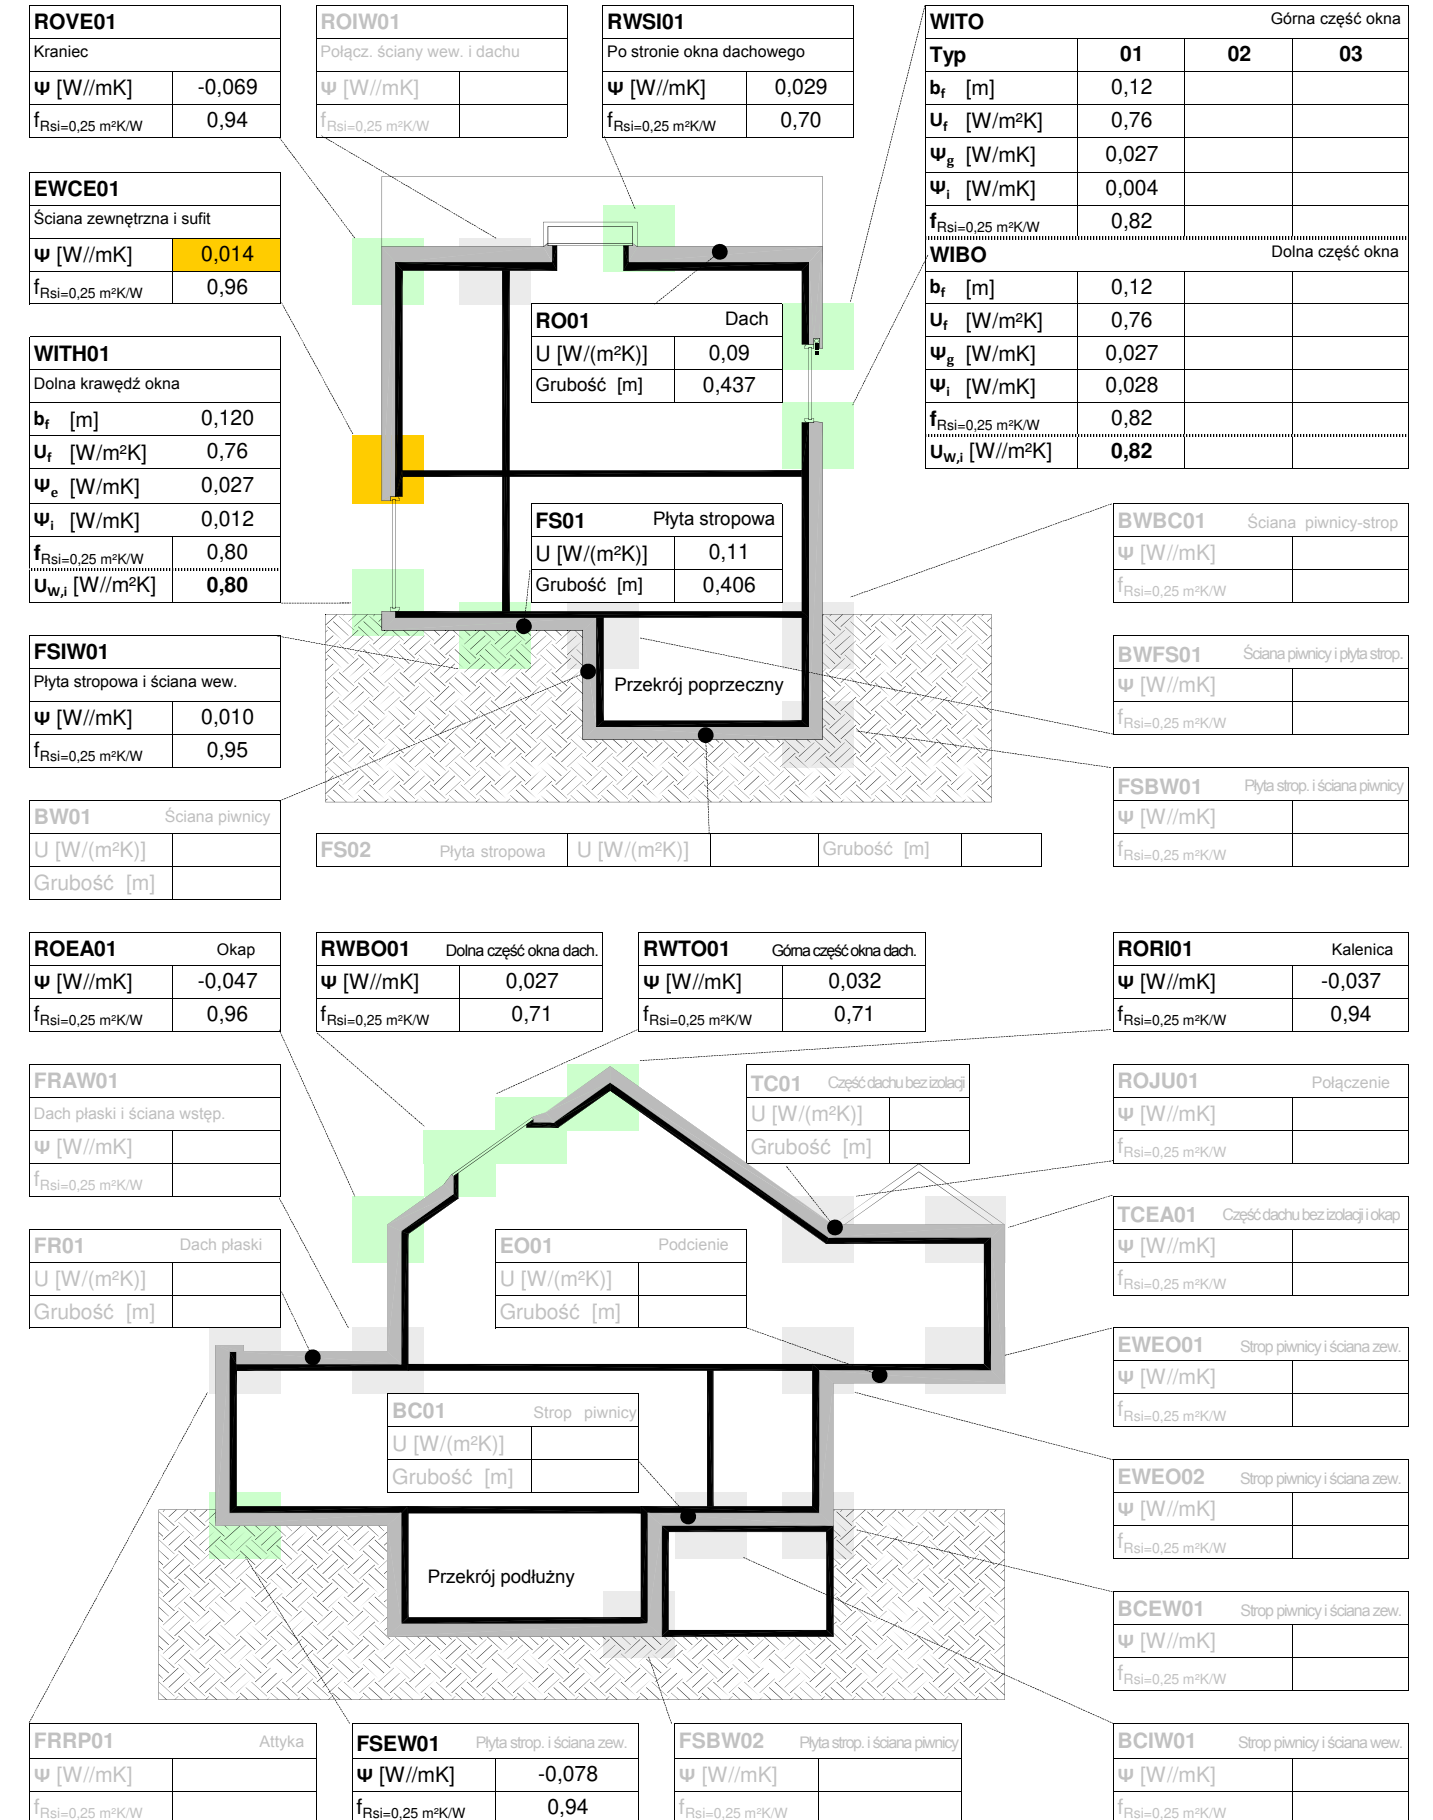 ROVE01
Kraniec
Ψ [W//mK] -0,069
fRsi=0,25 m²K/W 0,94
ROIW01
Połącz. ściany wew. i dachu
Ψ [W//mK]
fRsi=0,25 m²K/W
RWSI01
Po stronie okna dachowego
Ψ [W//mK] 0,029
fRsi=0,25 m²K/W 0,70
WITO Górna część okna
Typ 01 02 03
bf [m] 0,12
Uf [W/m²K] 0,76
Ψg [W/mK] 0,027
Ψi [W/mK] 0,004
fRsi=0,25 m²K/W 0,82
WIBO Dolna część okna
bf [m] 0,12
Uf [W/m²K] 0,76
Ψg [W/mK] 0,027
Ψi [W/mK] 0,028
fRsi=0,25 m²K/W 0,82
UW,i [W//m²K] 0,82
EWCE01
Ściana zewnętrzna i sufit
Ψ [W//mK] 0,014
fRsi=0,25 m²K/W 0,96
WITH01
Dolna krawędź okna
bf [m] 0,120
Uf [W/m²K] 0,76
Ψe [W/mK] 0,027
Ψi [W/mK] 0,012
fRsi=0,25 m²K/W 0,80
UW,i [W//m²K] 0,80
RO01 Dach
U [W/(m²K)] 0,09
Grubość [m] 0,437
FS01 Płyta stropowa
U [W/(m²K)] 0,11
Grubość [m] 0,406
BWBC01 Ściana piwnicy-strop
Ψ [W//mK]
fRsi=0,25 m²K/W
FSIW01
Płyta stropowa i ściana wew.
Ψ [W//mK] 0,010
fRsi=0,25 m²K/W 0,95
Przekrój poprzeczny
BWFS01 Ściana piwnicy i płyta strop.
Ψ [W//mK]
fRsi=0,25 m²K/W
FSBW01 Płyta strop. i ściana piwnicy
Ψ [W//mK]
fRsi=0,25 m²K/W
BW01 Ściana piwnicy
U [W/(m²K)]
Grubość [m]
FS02 Płyta stropowa U [W/(m²K)] Grubość [m]
ROEA01 Okap
Ψ [W//mK] -0,047
fRsi=0,25 m²K/W 0,96
RWBO01 Dolna część okna dach.
Ψ [W//mK] 0,027
fRsi=0,25 m²K/W 0,71
RWTO01 Górna część okna dach.
Ψ [W//mK] 0,032
fRsi=0,25 m²K/W 0,71
RORI01 Kalenica
Ψ [W//mK] -0,037
fRsi=0,25 m²K/W 0,94
FRAW01
Dach płaski i ściana wstęp.
Ψ [W//mK]
fRsi=0,25 m²K/W
TC01 Część dachu bez izolacji
U [W/(m²K)]
Grubość [m]
ROJU01 Połączenie
Ψ [W//mK]
fRsi=0,25 m²K/W
TCEA01 Część dachu bez izolacji i okap
Ψ [W//mK]
fRsi=0,25 m²K/W
FR01 Dach płaski
U [W/(m²K)]
Grubość [m]
EO01 Podcienie
U [W/(m²K)]
Grubość [m]
EWEO01 Strop piwnicy i ściana zew.
Ψ [W//mK]
fRsi=0,25 m²K/W
BC01 Strop piwnicy
U [W/(m²K)]
Grubość [m]
EWEO02 Strop piwnicy i ściana zew.
Ψ [W//mK]
fRsi=0,25 m²K/W
Przekrój podłużny
BCEW01 Strop piwnicy i ściana zew.
Ψ [W//mK]
fRsi=0,25 m²K/W
FRRP01 Attyka
Ψ [W//mK]
fRsi=0,25 m²K/W
FSEW01 Płyta strop. i ściana zew.
Ψ [W//mK] -0,078
fRsi=0,25 m²K/W 0,94
FSBW02 Płyta strop. i ściana piwnicy
Ψ [W//mK]
fRsi=0,25 m²K/W
BCIW01 Strop piwnicy i ściana wew.
Ψ [W//mK]
fRsi=0,25 m²K/W